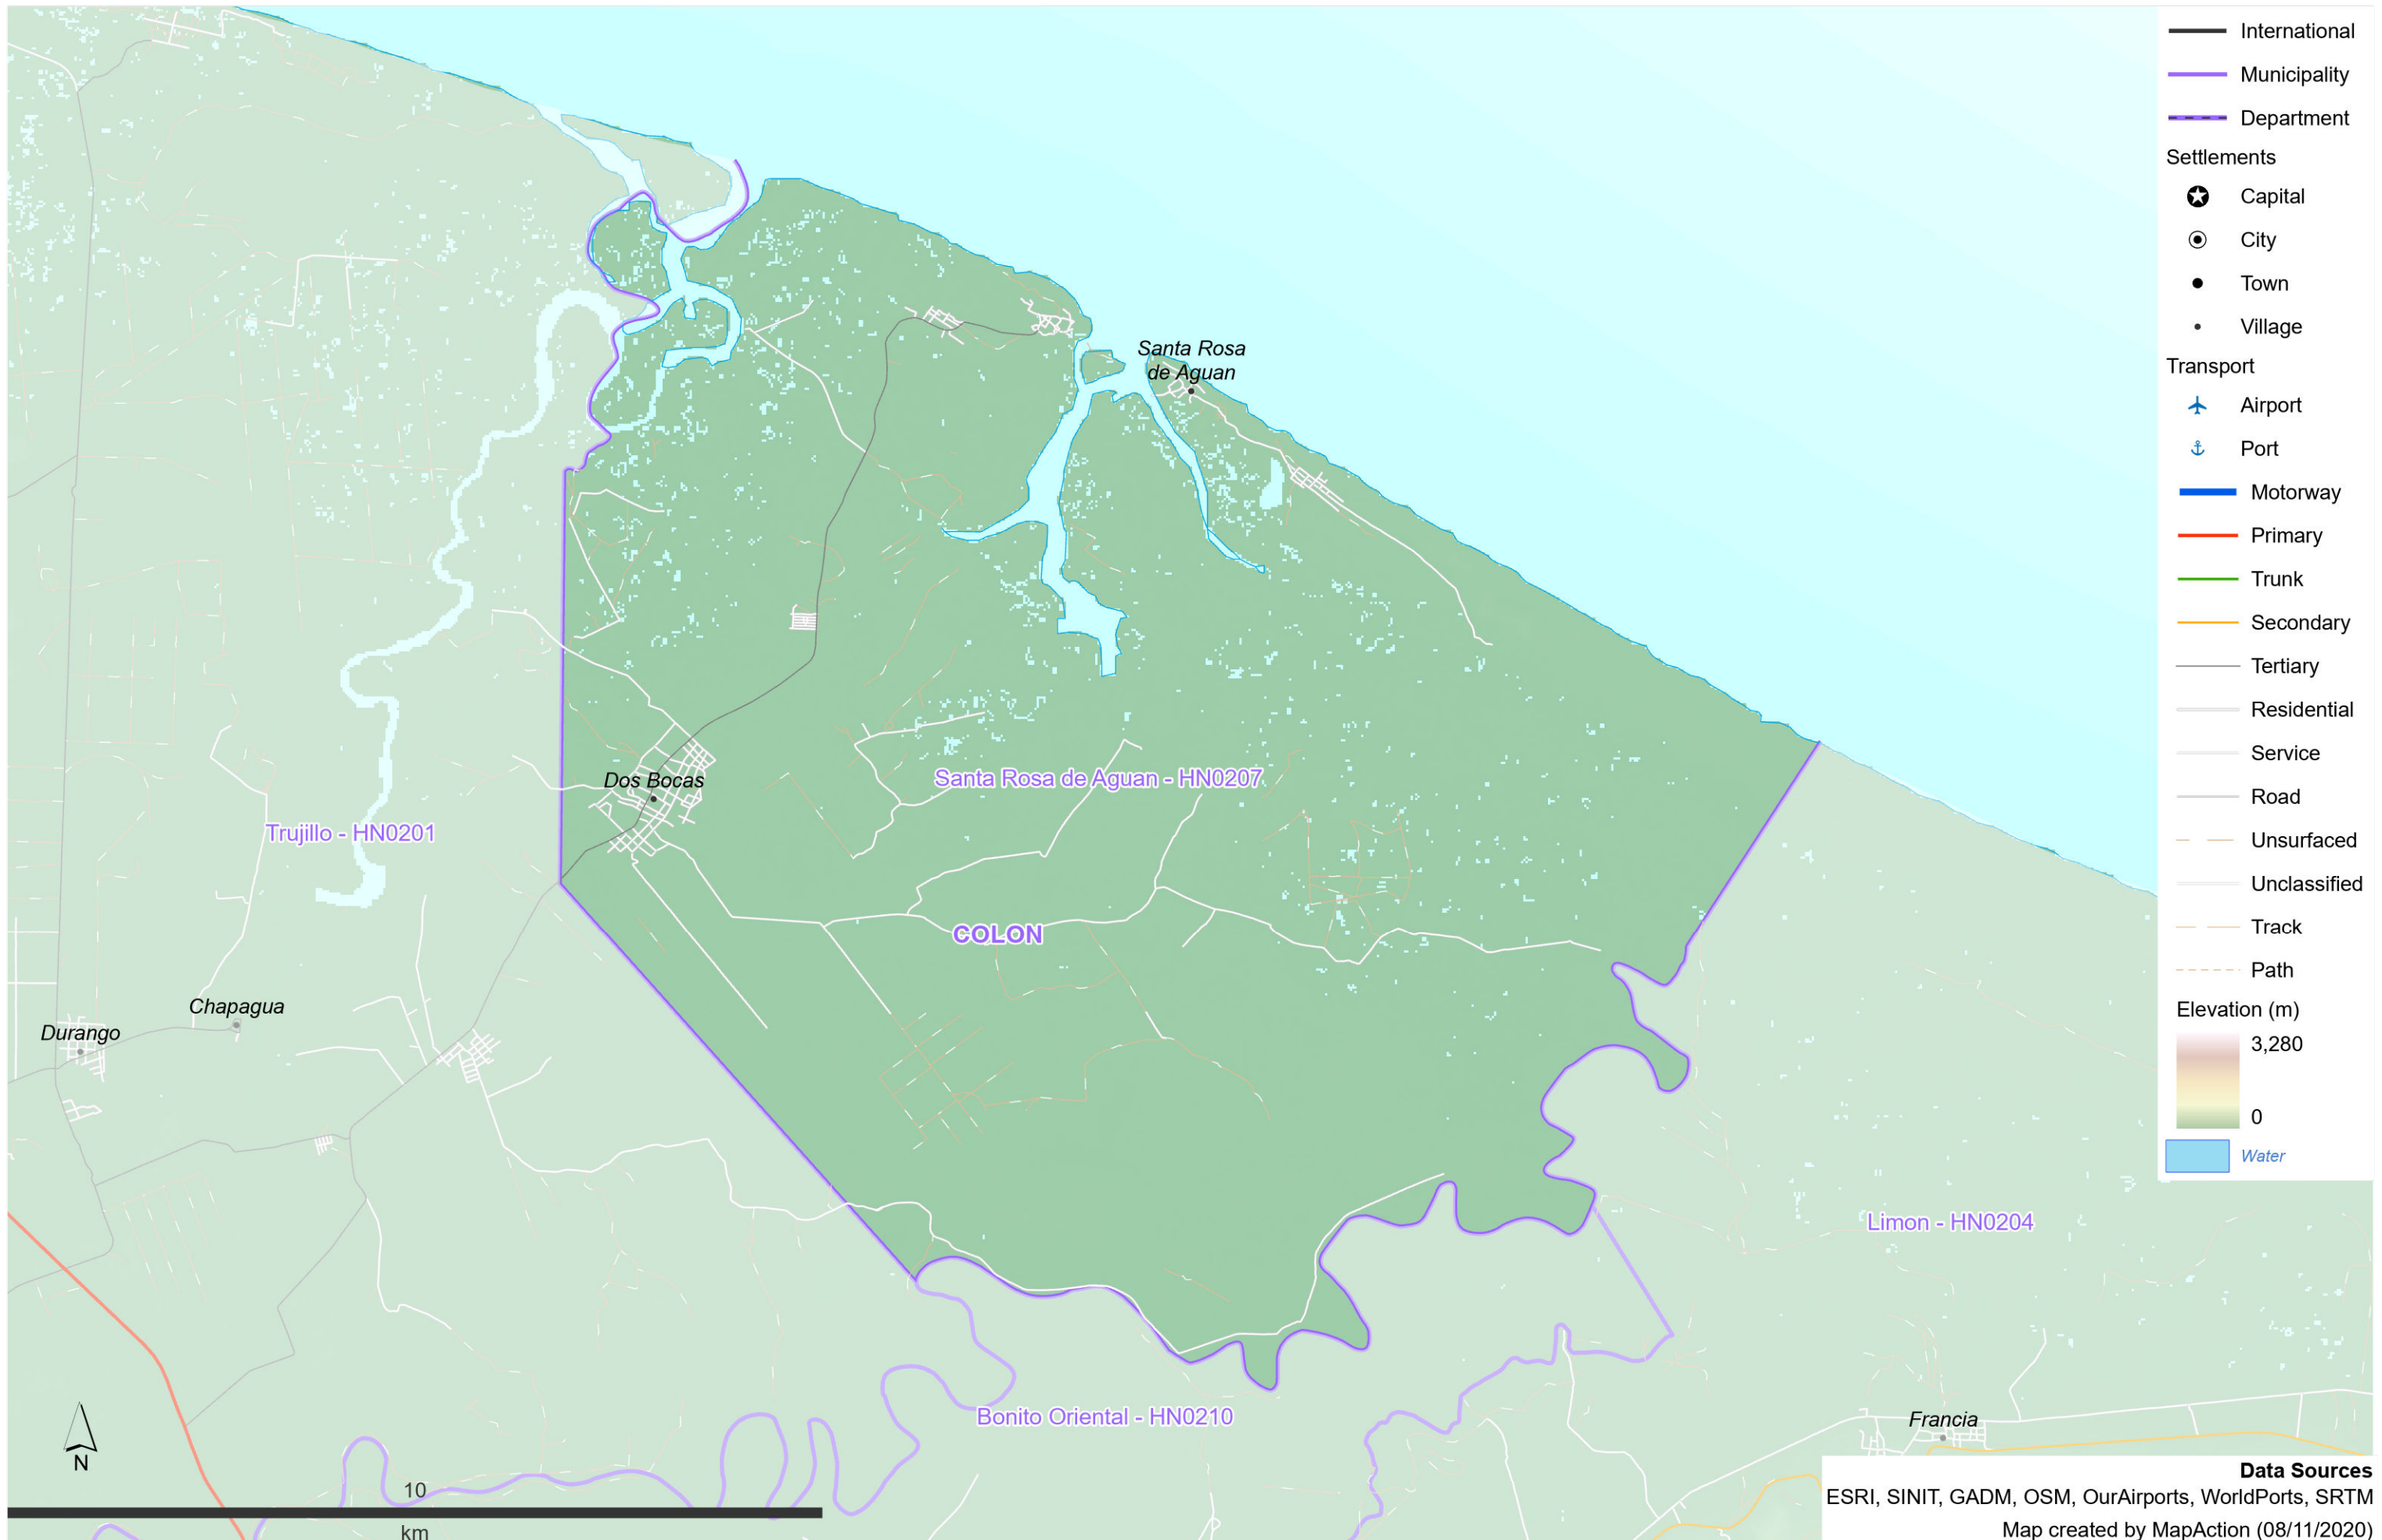 International
Municipality
Department
Settlements
Capital
City
Town
Village
Transport
Airport
Port
Motorway
Primary
Trunk
Secondary
Tertiary
Residential
Service
Road
Unsurfaced
Unclassified
Track
Path
Elevation (m)
3,280
0
Water
Santa Rosa
de Aguan
Dos Bocas
Santa Rosa de Aguan - HN0207
Trujillo - HN0201
COLON
Chapagua
Durango
Limon - HN0204
Bonito Oriental - HN0210
Francia
N
10
km
Data Sources
ESRI, SINIT, GADM, OSM, OurAirports, WorldPorts, SRTM
Map created by MapAction (08/11/2020)